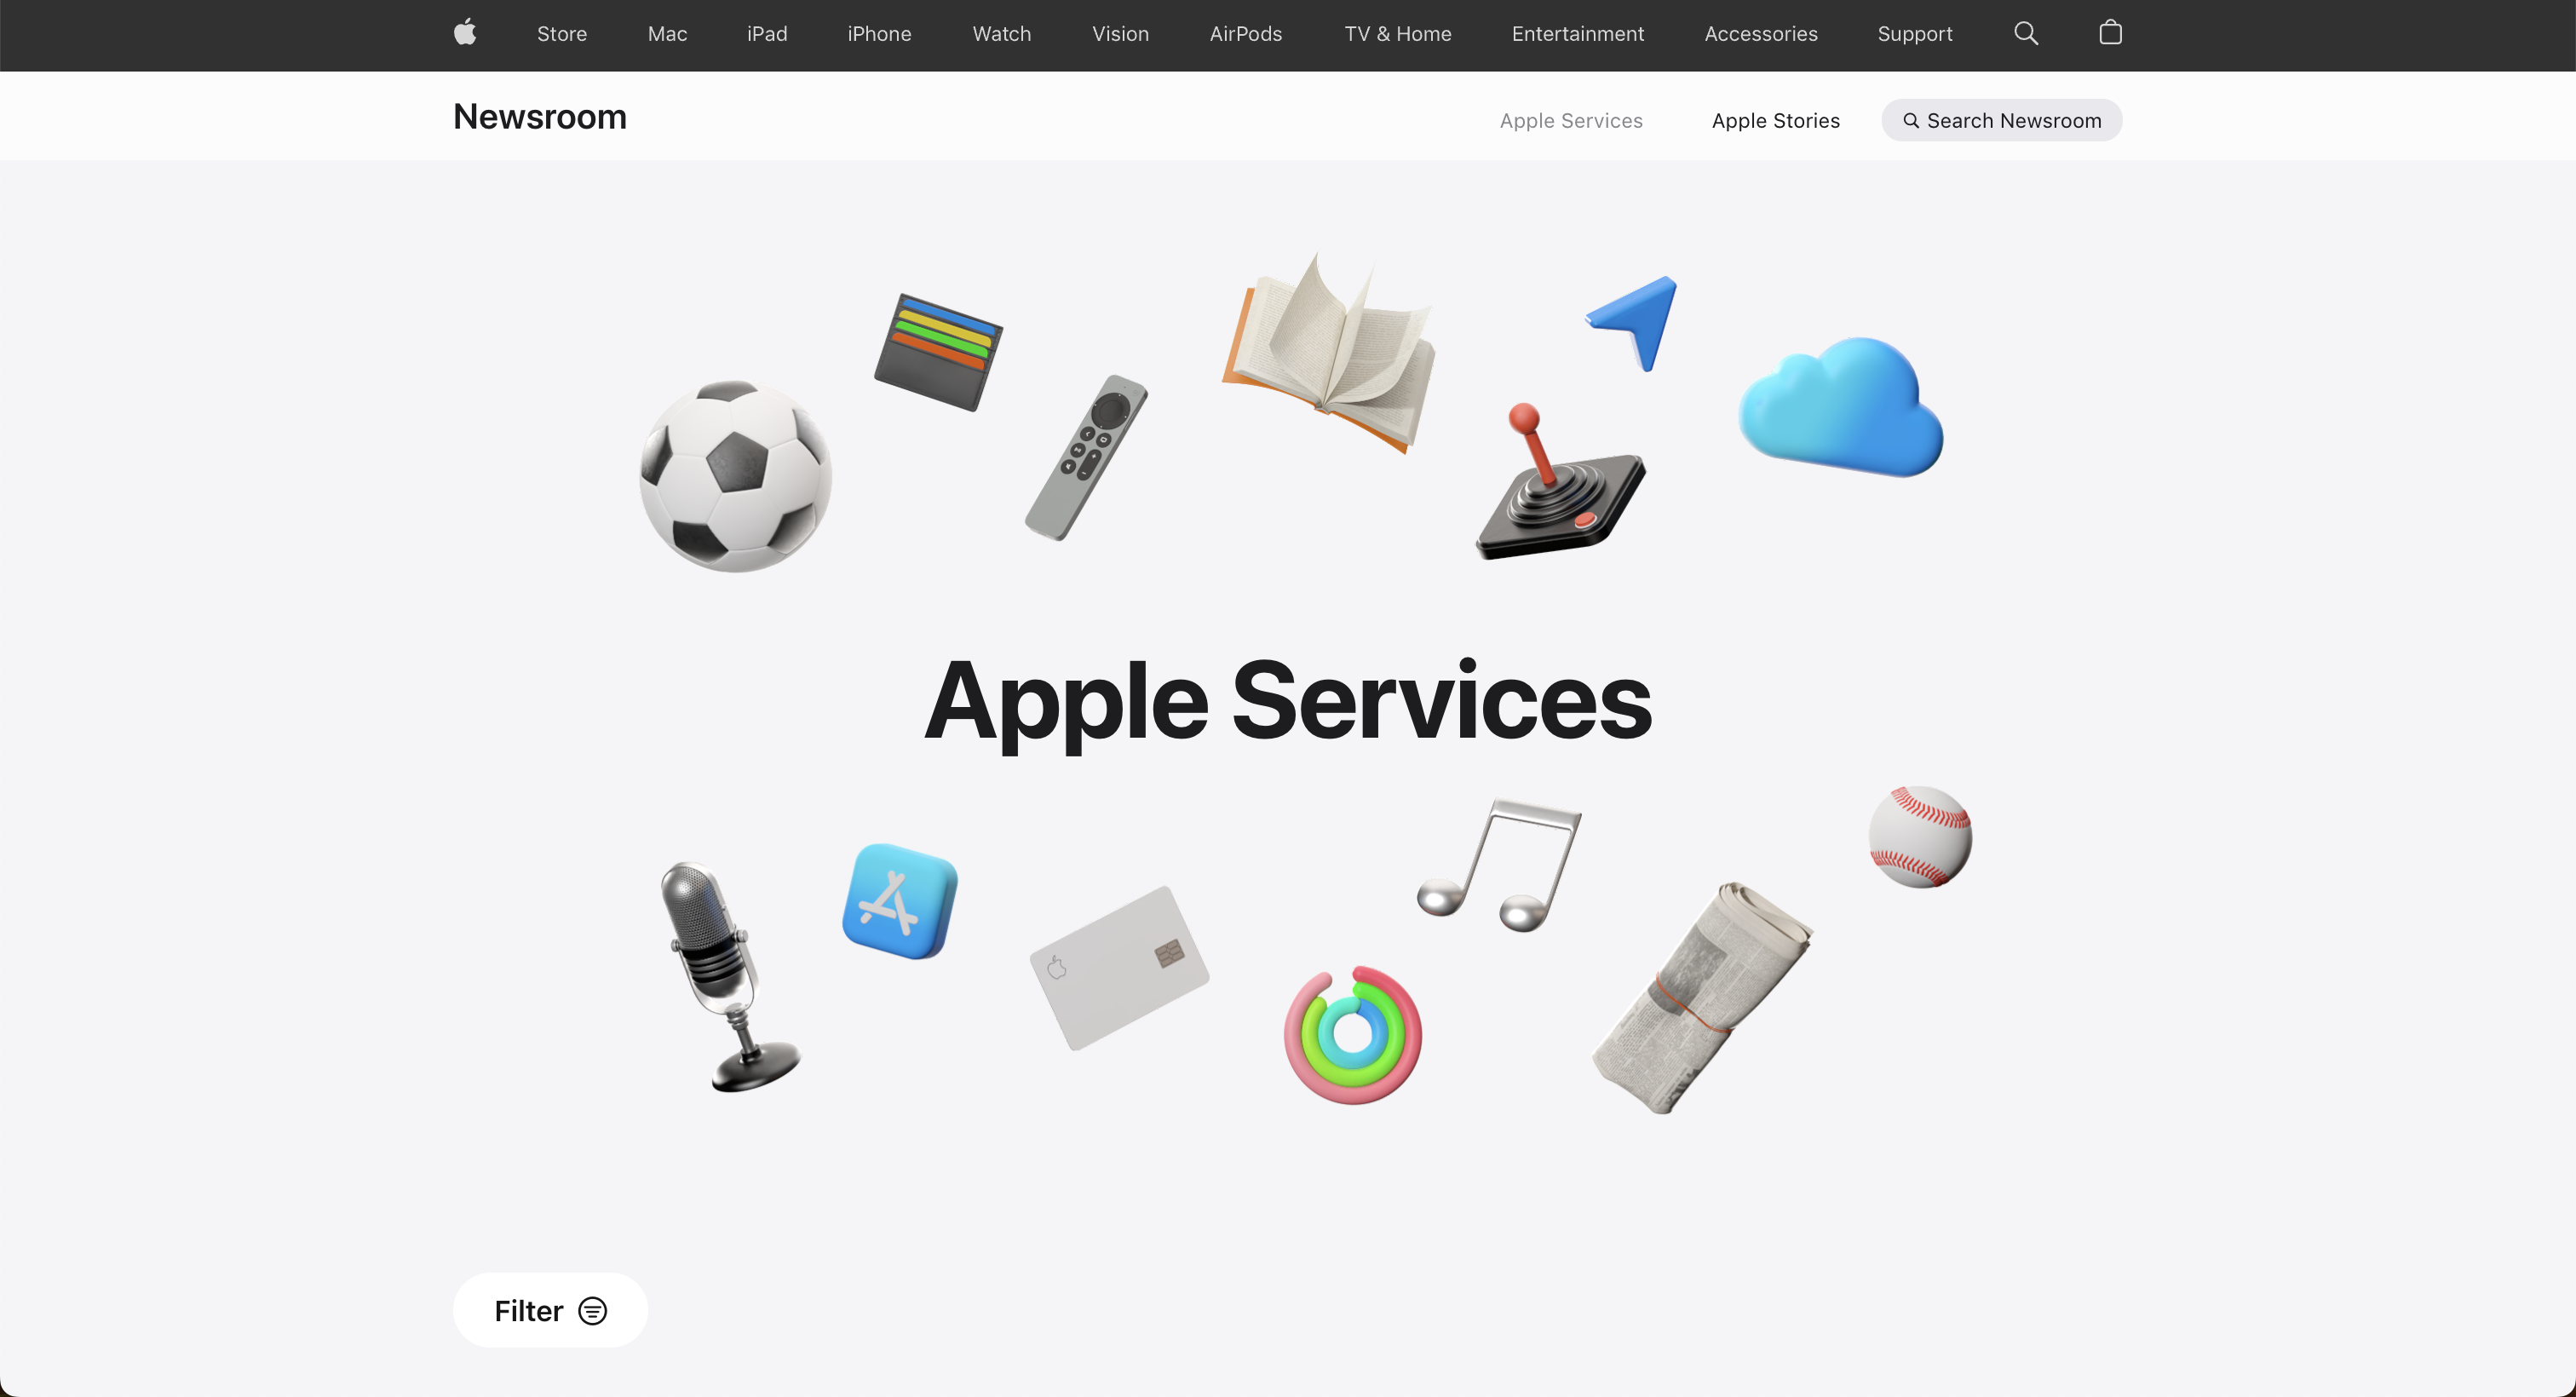 Store Mac iPad iPhone Watch Vision AirPods TV & Home Entertainment Accessories Support
Newsroom Apple Services Apple Stories Search Newsroom
Apple Services
Filter